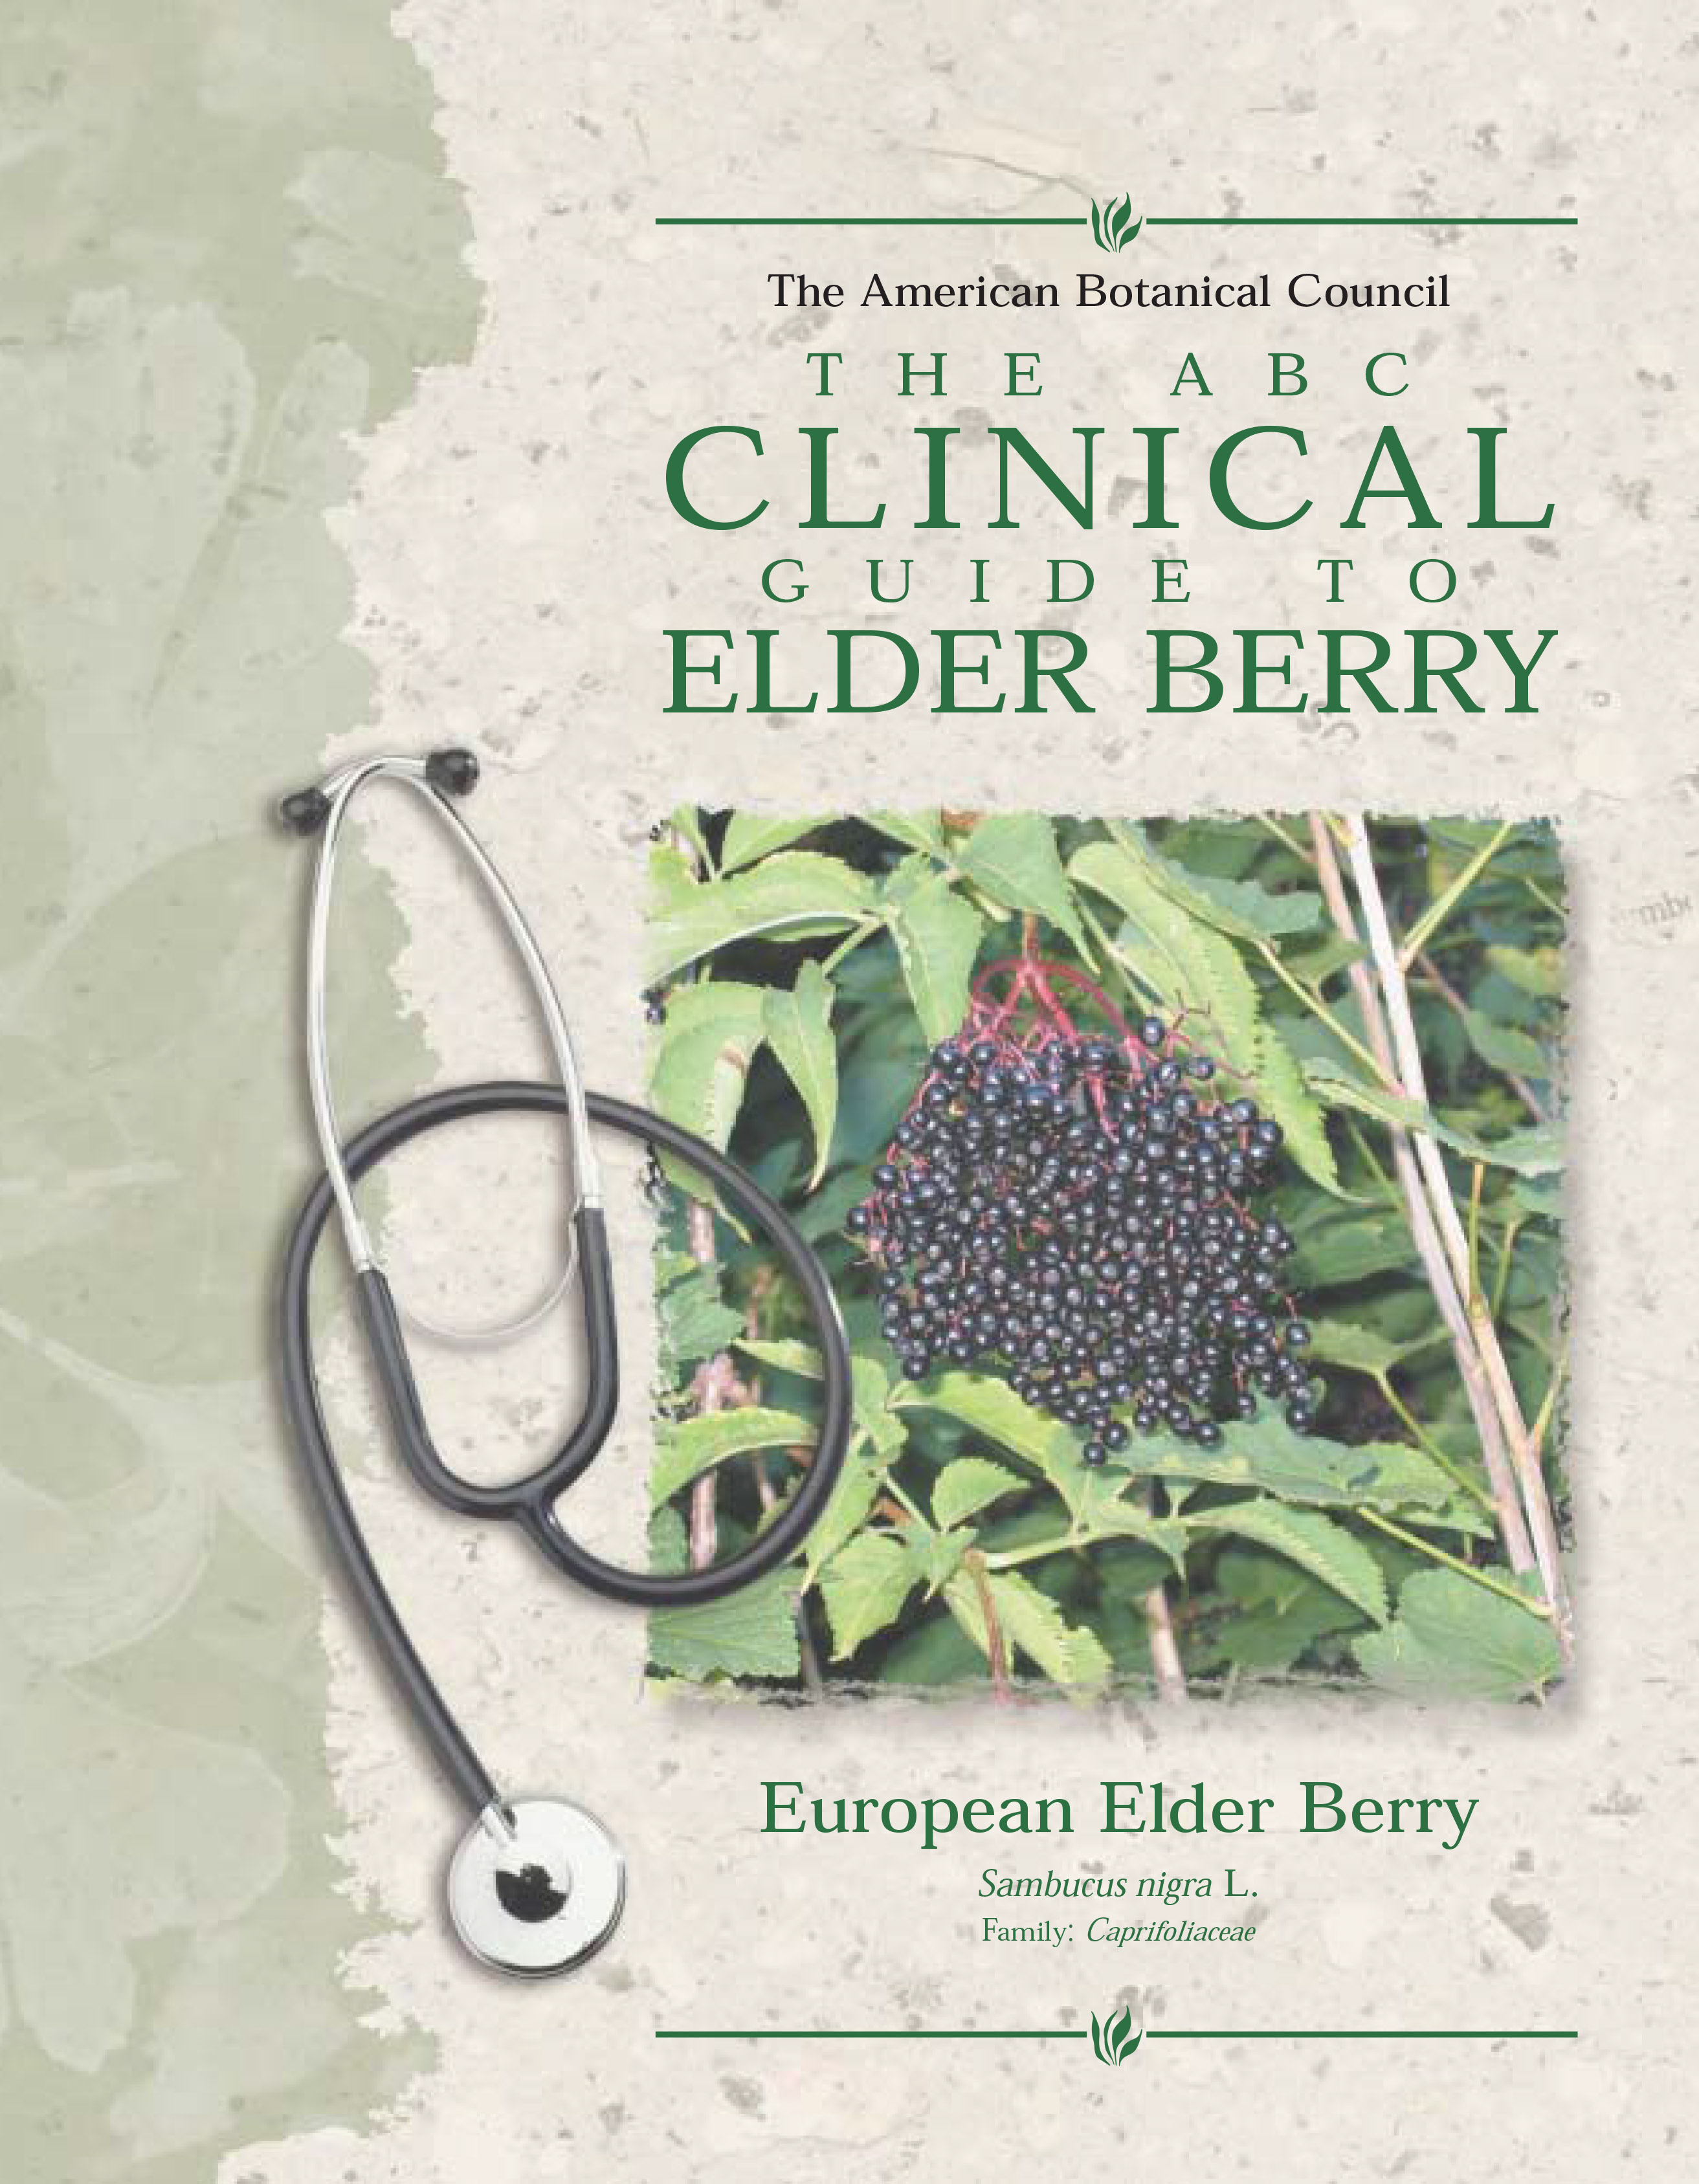 The American Botanical Council
THE ABC
CLINICAL
GUIDE TO
ELDER BERRY
European Elder Berry
Sambucus nigra L.
Family: Caprifoliaceae